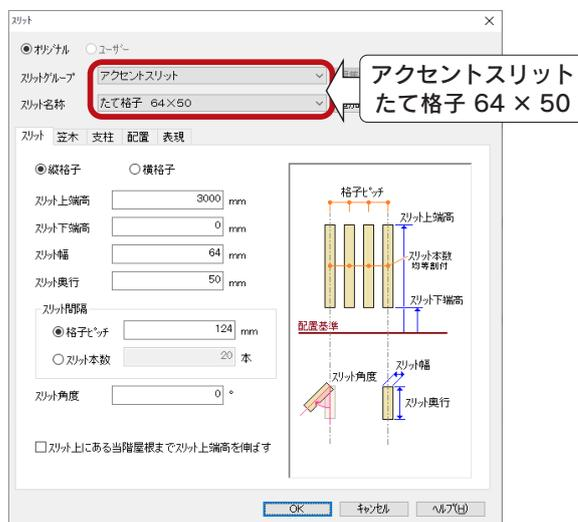 スリット
オリジナル
ユーザー
スリットグループ
アクセントスリット
スリット名称
たて格子 64×50
アクセントスリット
たて格子 64 × 50
スリット
笠木
支柱
配置
表現
縦格子
横格子
スリット上端高
3000 mm
スリット下端高
0 mm
スリット幅
64 mm
スリット奥行
50 mm
スリット間隔
格子ピッチ
124 mm
スリット本数
20 本
スリット角度
0 °
スリット上にある当階屋根までスリット上端高を伸ばす
格子ピッチ
スリット上端高
スリット本数
均等割付
スリット下端高
配置基準
スリット角度
スリット幅
スリット奥行
OK
キャンセル
ヘルプ(H)